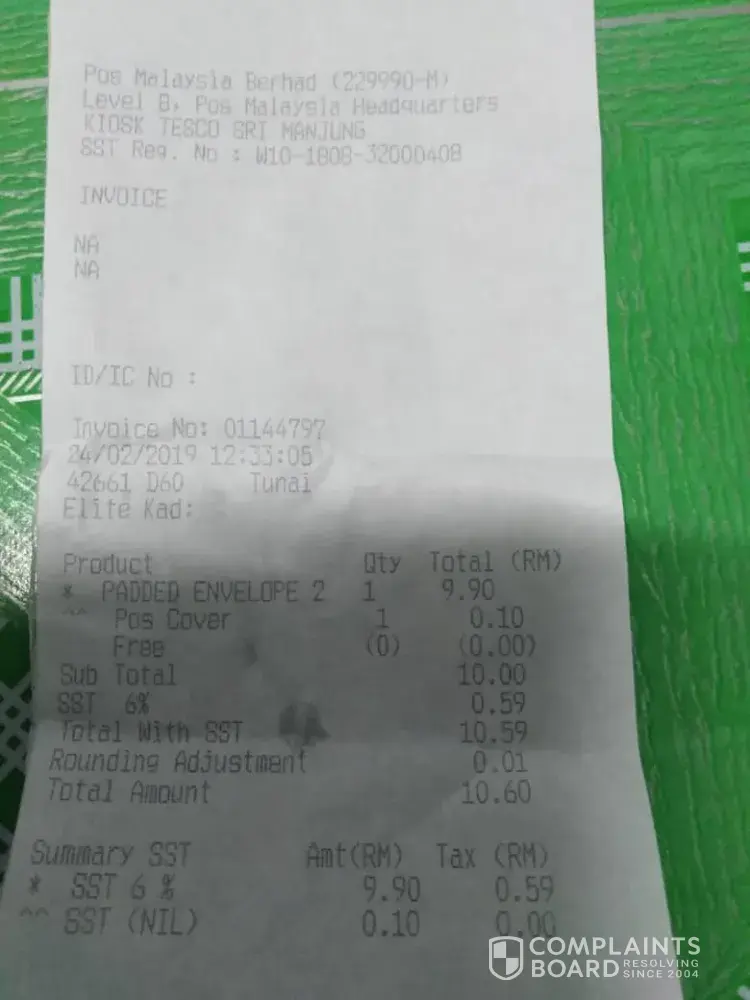 Pos Malaysia Berhad (229990-M)
Level 8, Pos Malaysia Headquarters
KIOSK TESCO SRI MANJUNG
SST Reg. No : W10-1808-32000408
INVOICE
NA
NA
ID/IC No :
Invoice No: 01144797
24/02/2019 12:33:05
42661 D60 Tunai
Elite Kad:
Product Qty Total (RM)
* PADDED ENVELOPE 2 1 9.90
^^ Pos Cover 1 0.10
Free (0) (0.00)
Sub Total 10.00
SST 6% 0.59
Total With SST 10.59
Rounding Adjustment 0.01
Total Amount 10.60
Summary SST Amt(RM) Tax (RM)
* SST 6 % 9.90 0.59
^^ SST (NIL) 0.10 0.00
COMPLAINTS
BOARD RESOLVING
SINCE 2004